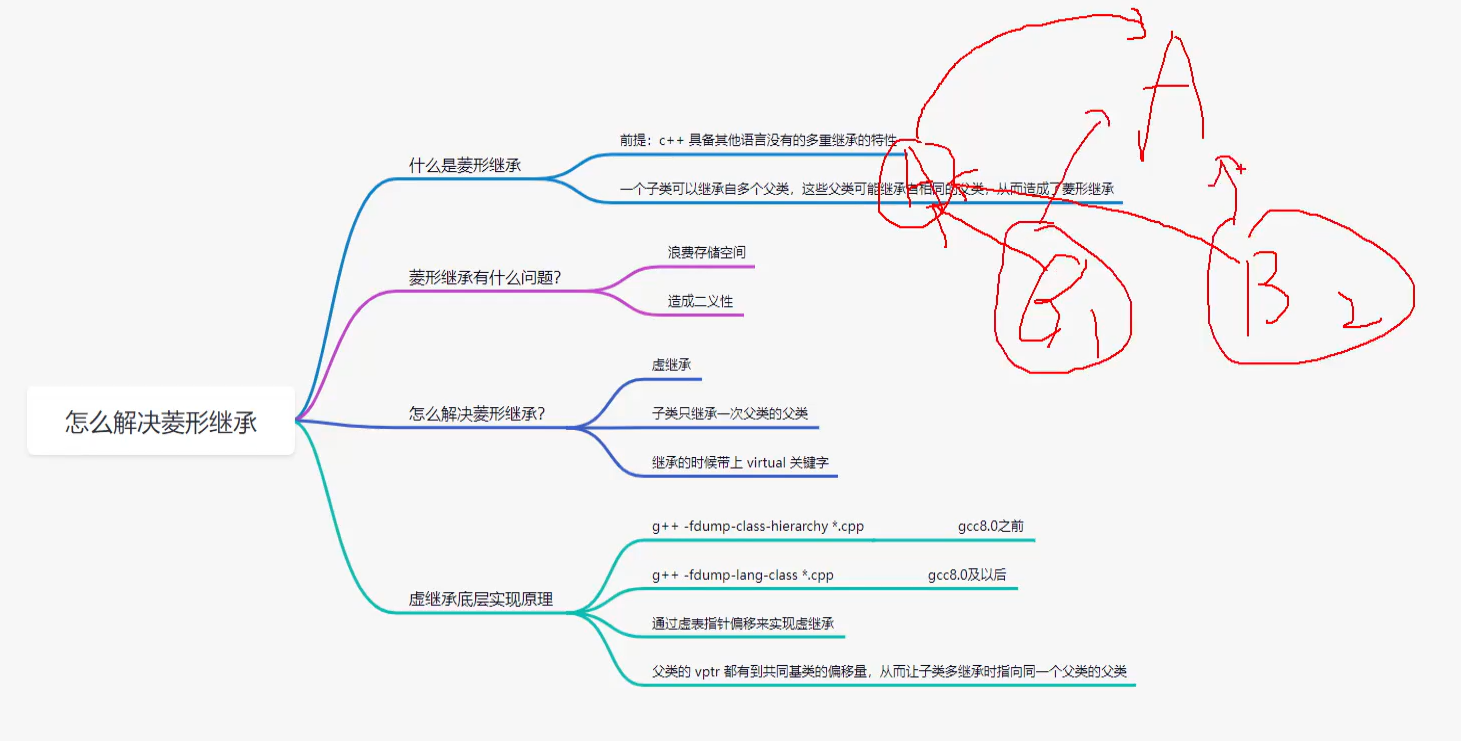 怎么解决菱形继承
什么是菱形继承
前提：c++ 具备其他语言没有的多重继承的特性
一个子类可以继承自多个父类，这些父类可能继承自相同的父类，从而造成了菱形继承
菱形继承有什么问题？
浪费存储空间
造成二义性
怎么解决菱形继承？
虚继承
子类只继承一次父类的父类
继承的时候带上 virtual 关键字
虚继承底层实现原理
g++ -fdump-class-hierarchy *.cpp gcc8.0之前
g++ -fdump-lang-class *.cpp gcc8.0及以后
通过虚表指针偏移来实现虚继承
父类的 vptr 都有到共同基类的偏移量，从而让子类多继承时指向同一个父类的父类
A
B1
B2